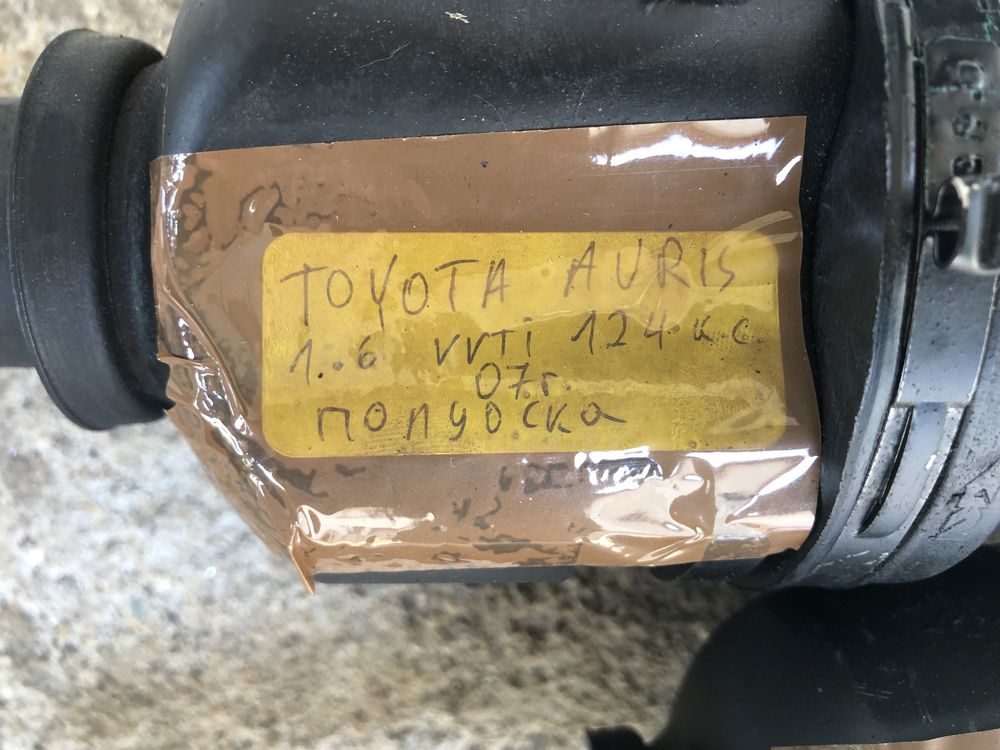 TOYOTA AURIS
1..6 VVTi 124 к.с.
07г.
полуоска